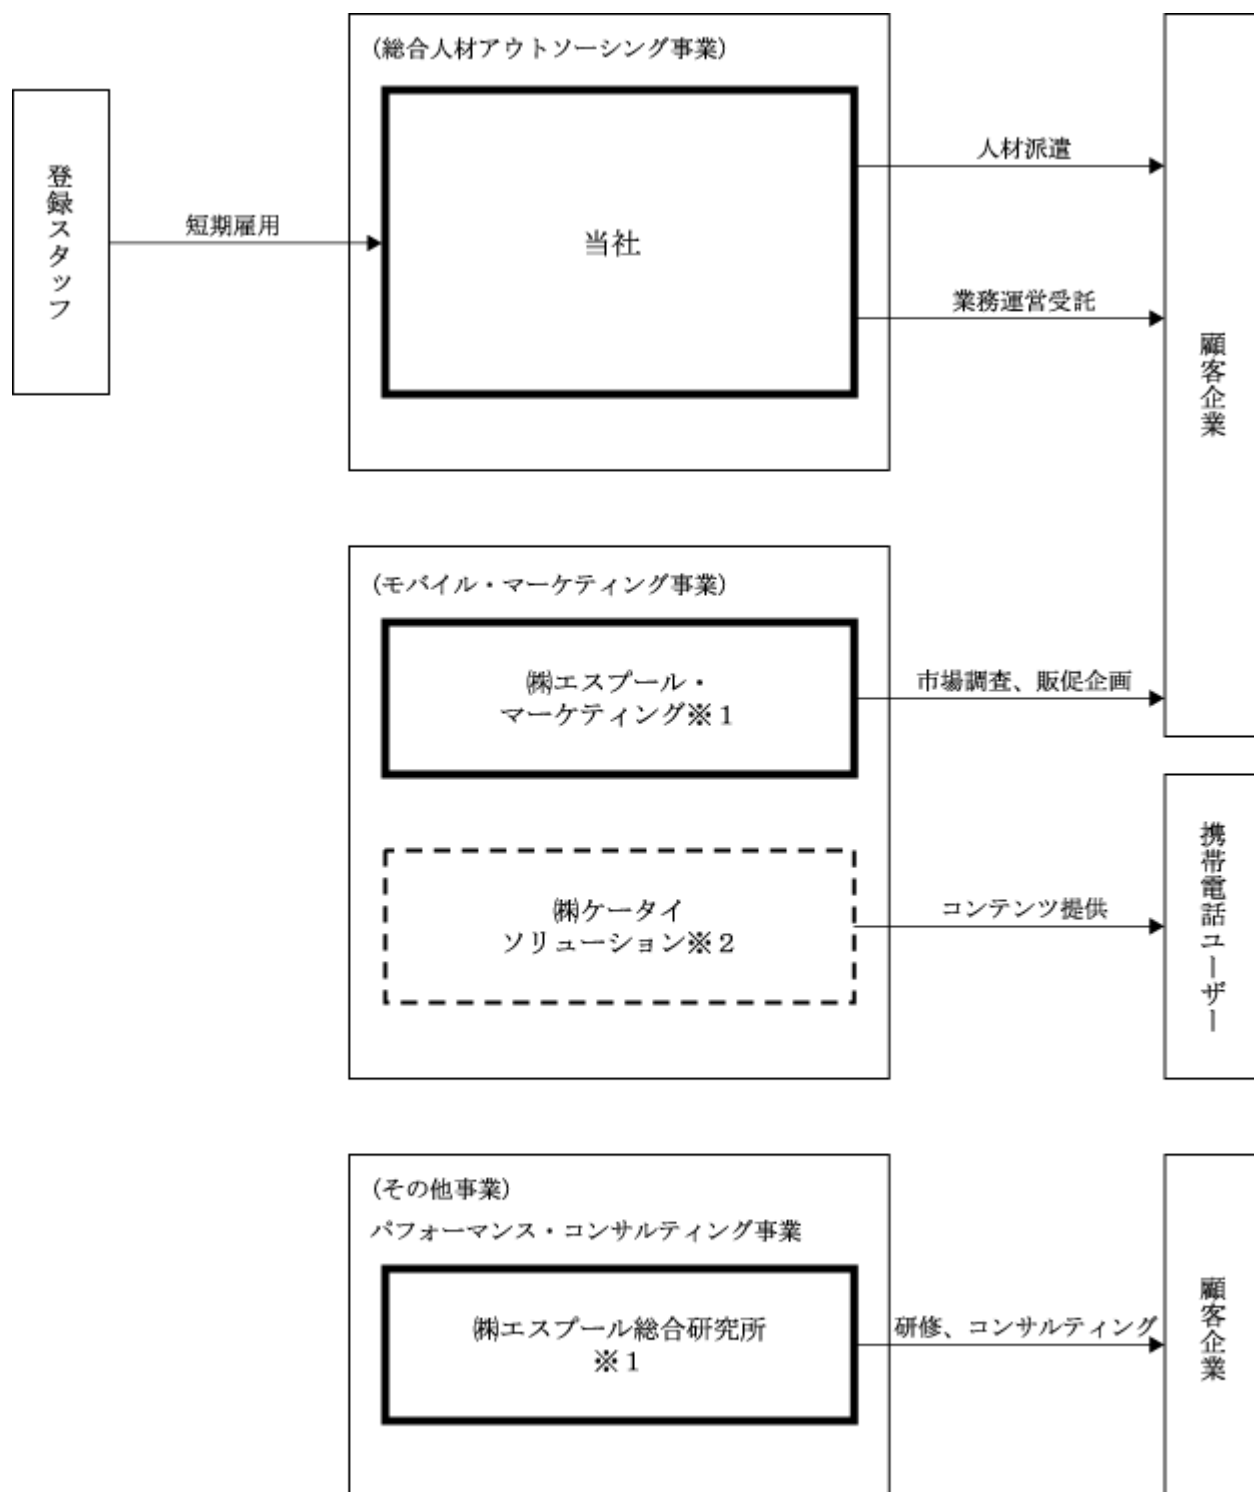 (総合人材アウトソーシング事業)
登録スタッフ
短期雇用
当社
人材派遣
業務運営受託
顧客企業
(モバイル・マーケティング事業)
㈱エスプール・
マーケティング※1
市場調査、販促企画
㈱ケータイ
ソリューション※2
コンテンツ提供
携帯電話ユーザー
(その他事業)
パフォーマンス・コンサルティング事業
㈱エスプール総合研究所
※1
研修、コンサルティング
顧客企業